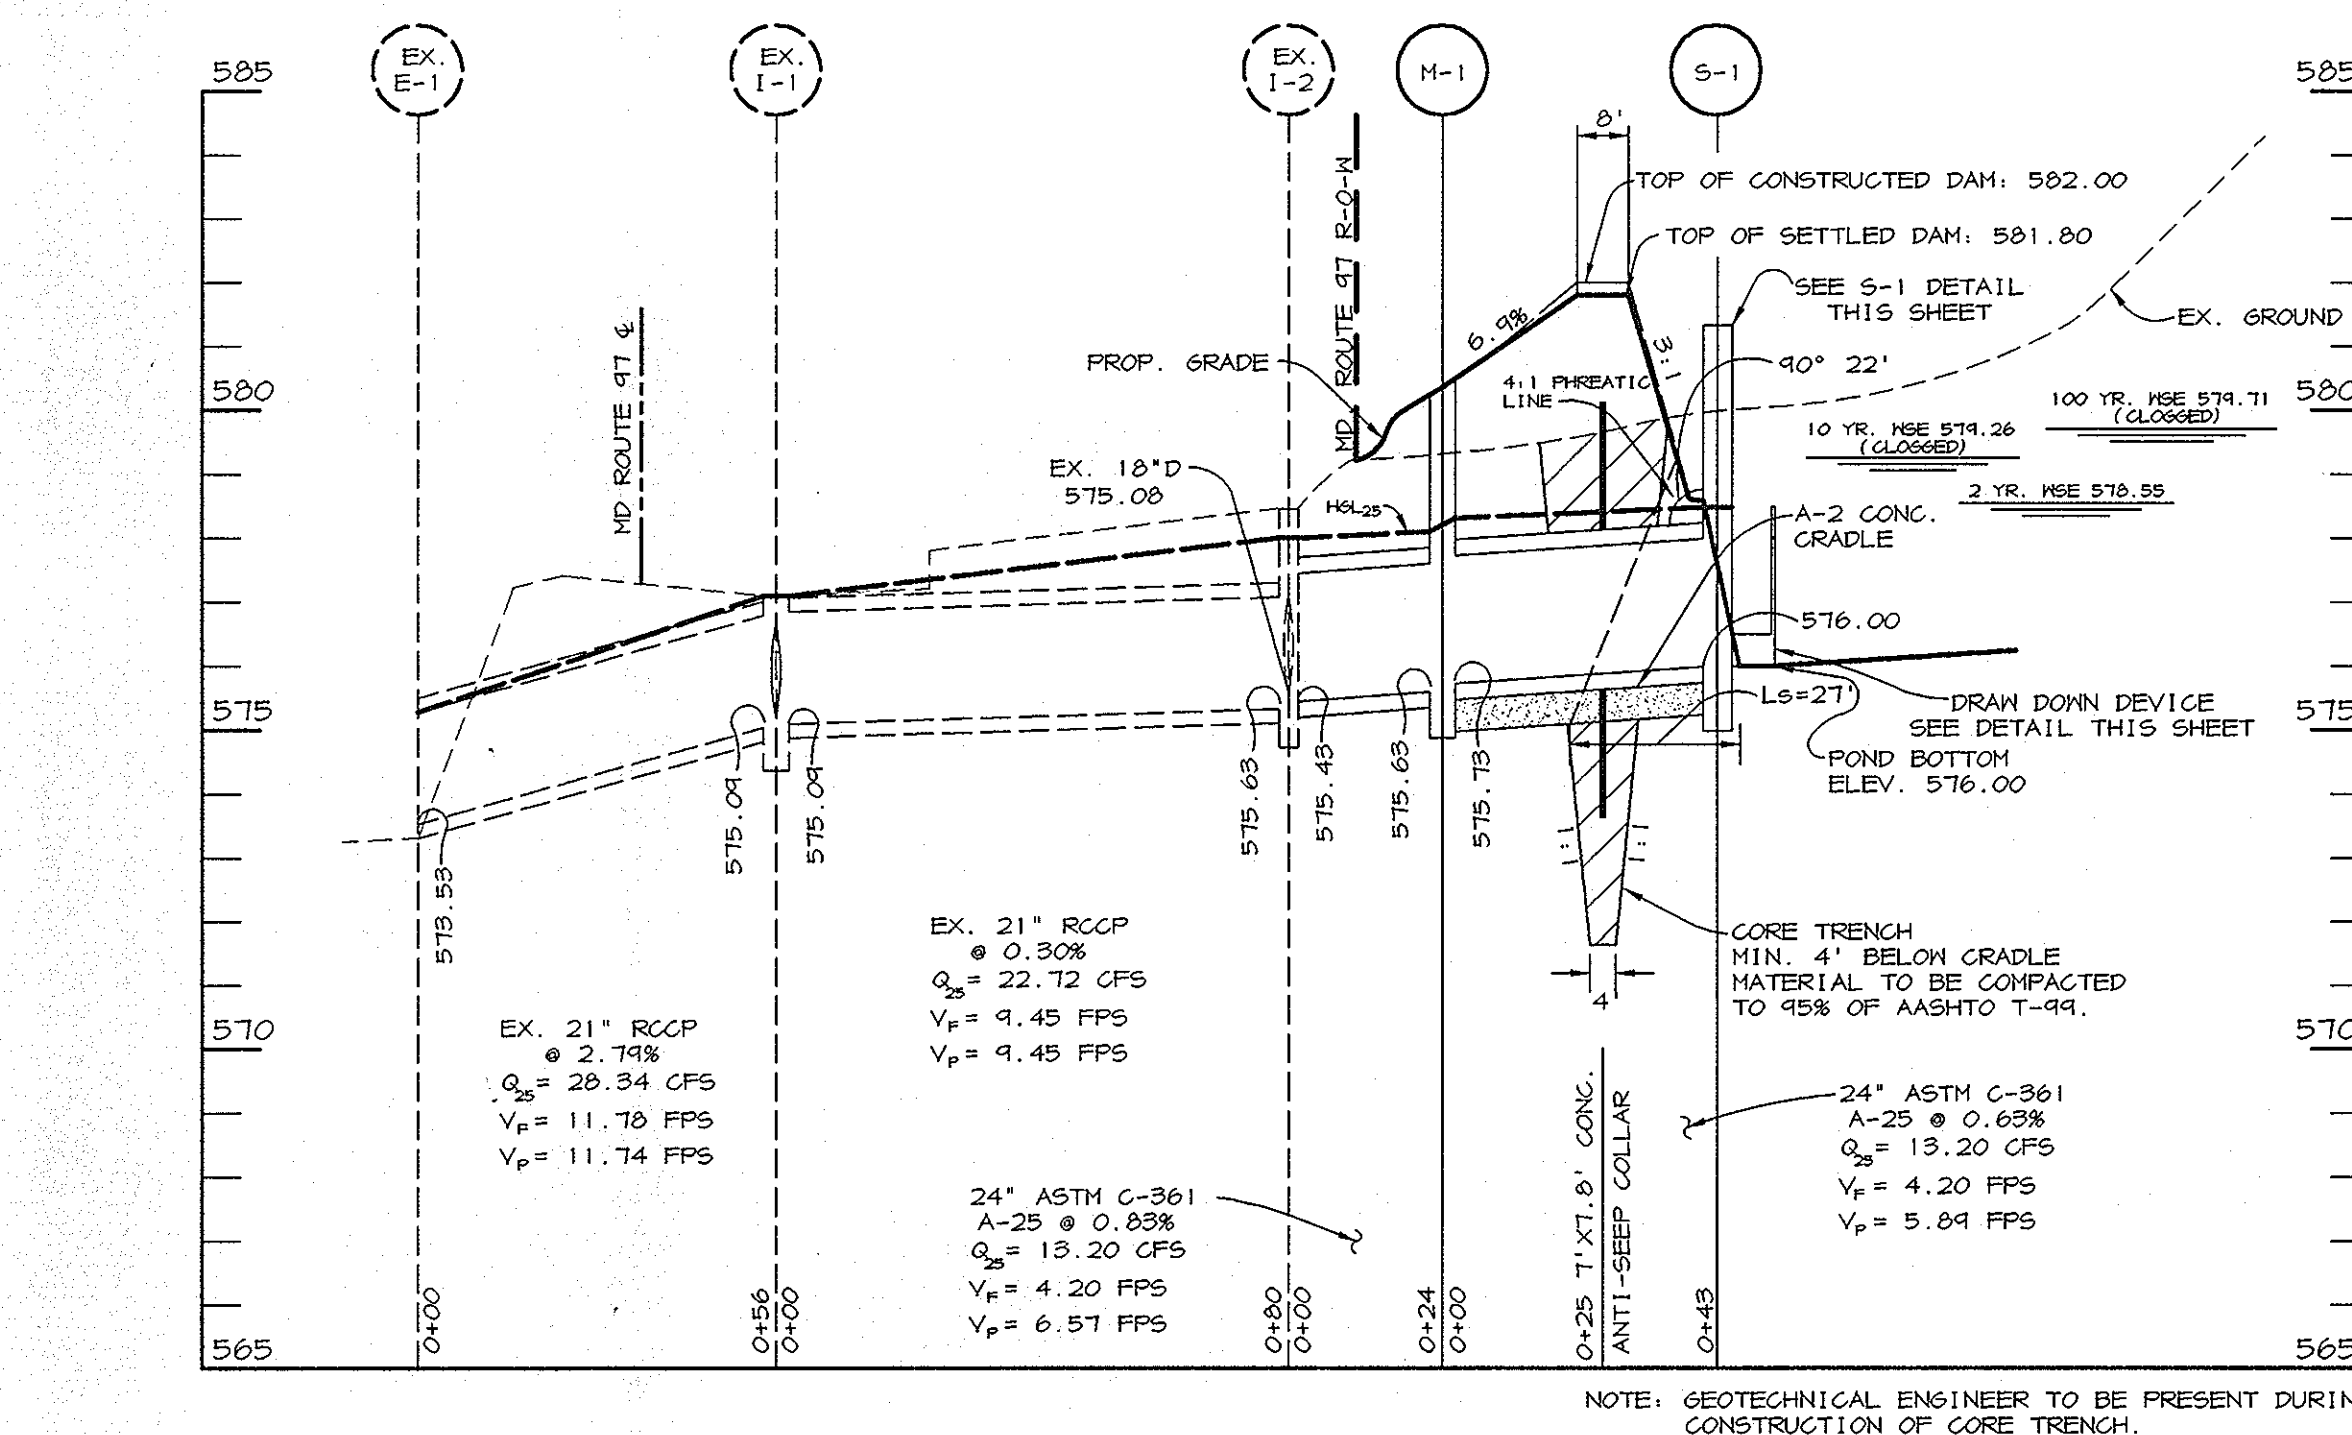 EX.
E-1
EX.
I-1
EX.
I-2
M-1
S-1
585
585
8'
TOP OF CONSTRUCTED DAM: 582.00
TOP OF SETTLED DAM: 581.80
SEE S-1 DETAIL
THIS SHEET
EX. GROUND
MD ROUTE 97 ℄
MD ROUTE 97 R-O-W
PROP. GRADE
6.9%
3:1
90° 22'
4:1 PHREATIC
LINE
580
580
100 YR. WSE 579.71
(CLOGGED)
10 YR. WSE 579.26
(CLOGGED)
2 YR. WSE 578.55
EX. 18"D
575.08
HGL25
A-2 CONC.
CRADLE
576.00
575
575
Ls=27'
DRAW DOWN DEVICE
SEE DETAIL THIS SHEET
POND BOTTOM
ELEV. 576.00
573.53
575.09
575.09
575.63
575.43
575.63
575.73
1:1
1:1
CORE TRENCH
MIN. 4' BELOW CRADLE
MATERIAL TO BE COMPACTED
TO 95% OF AASHTO T-99.
4
EX. 21" RCCP
@ 0.30%
Q25= 22.72 CFS
VF= 9.45 FPS
VP= 9.45 FPS
570
570
EX. 21" RCCP
@ 2.79%
Q25= 28.34 CFS
VF= 11.78 FPS
VP= 11.74 FPS
24" ASTM C-361
A-25 @ 0.83%
Q25= 13.20 CFS
VF= 4.20 FPS
VP= 6.57 FPS
24" ASTM C-361
A-25 @ 0.63%
Q25= 13.20 CFS
VF= 4.20 FPS
VP= 5.89 FPS
0+00
0+56
0+00
0+80
0+00
0+24
0+00
0+25 7'X7.8' CONC.
ANTI-SEEP COLLAR
0+43
565
565
NOTE: GEOTECHNICAL ENGINEER TO BE PRESENT DURIN
CONSTRUCTION OF CORE TRENCH.